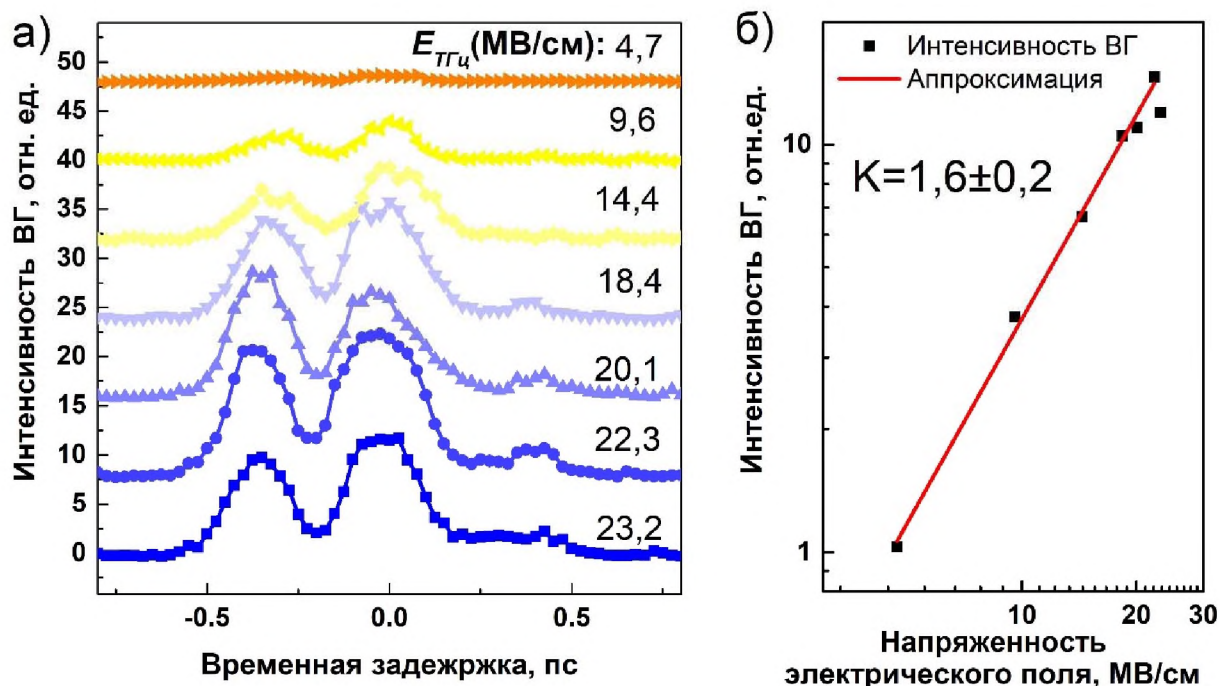 а)
E_ТГц(МВ/см): 4,7
9,6
14,4
18,4
20,1
22,3
23,2
Интенсивность ВГ, отн. ед.
50
45
40
35
30
25
20
15
10
5
0
-0.5
0.0
0.5
Временная задежржка, пс
б)
Интенсивность ВГ
Аппроксимация
K=1,6±0,2
Интенсивность ВГ, отн.ед.
10
1
10
20
30
Напряженность
электрического поля, МВ/см